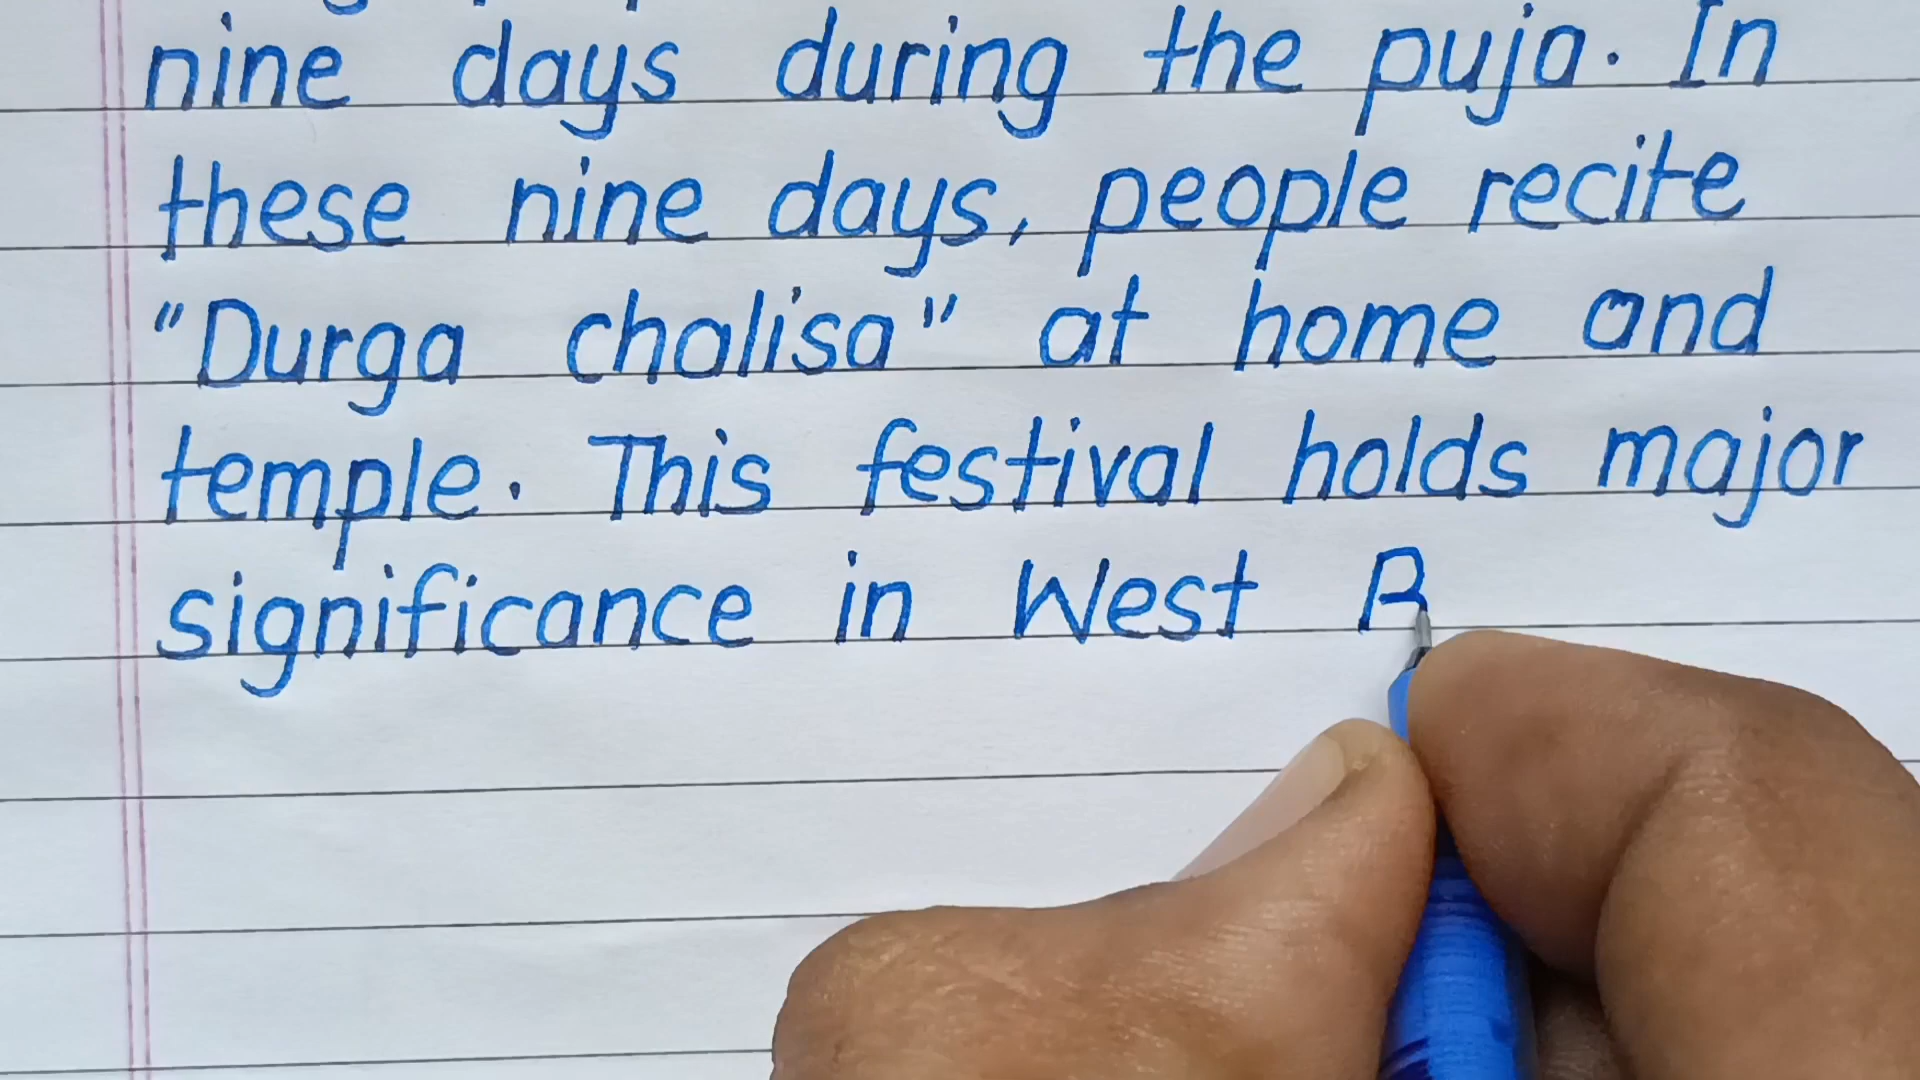 nine days during the puja. In
these nine days, people recite
"Durga chalisa" at home and
temple. This festival holds major
significance in West B